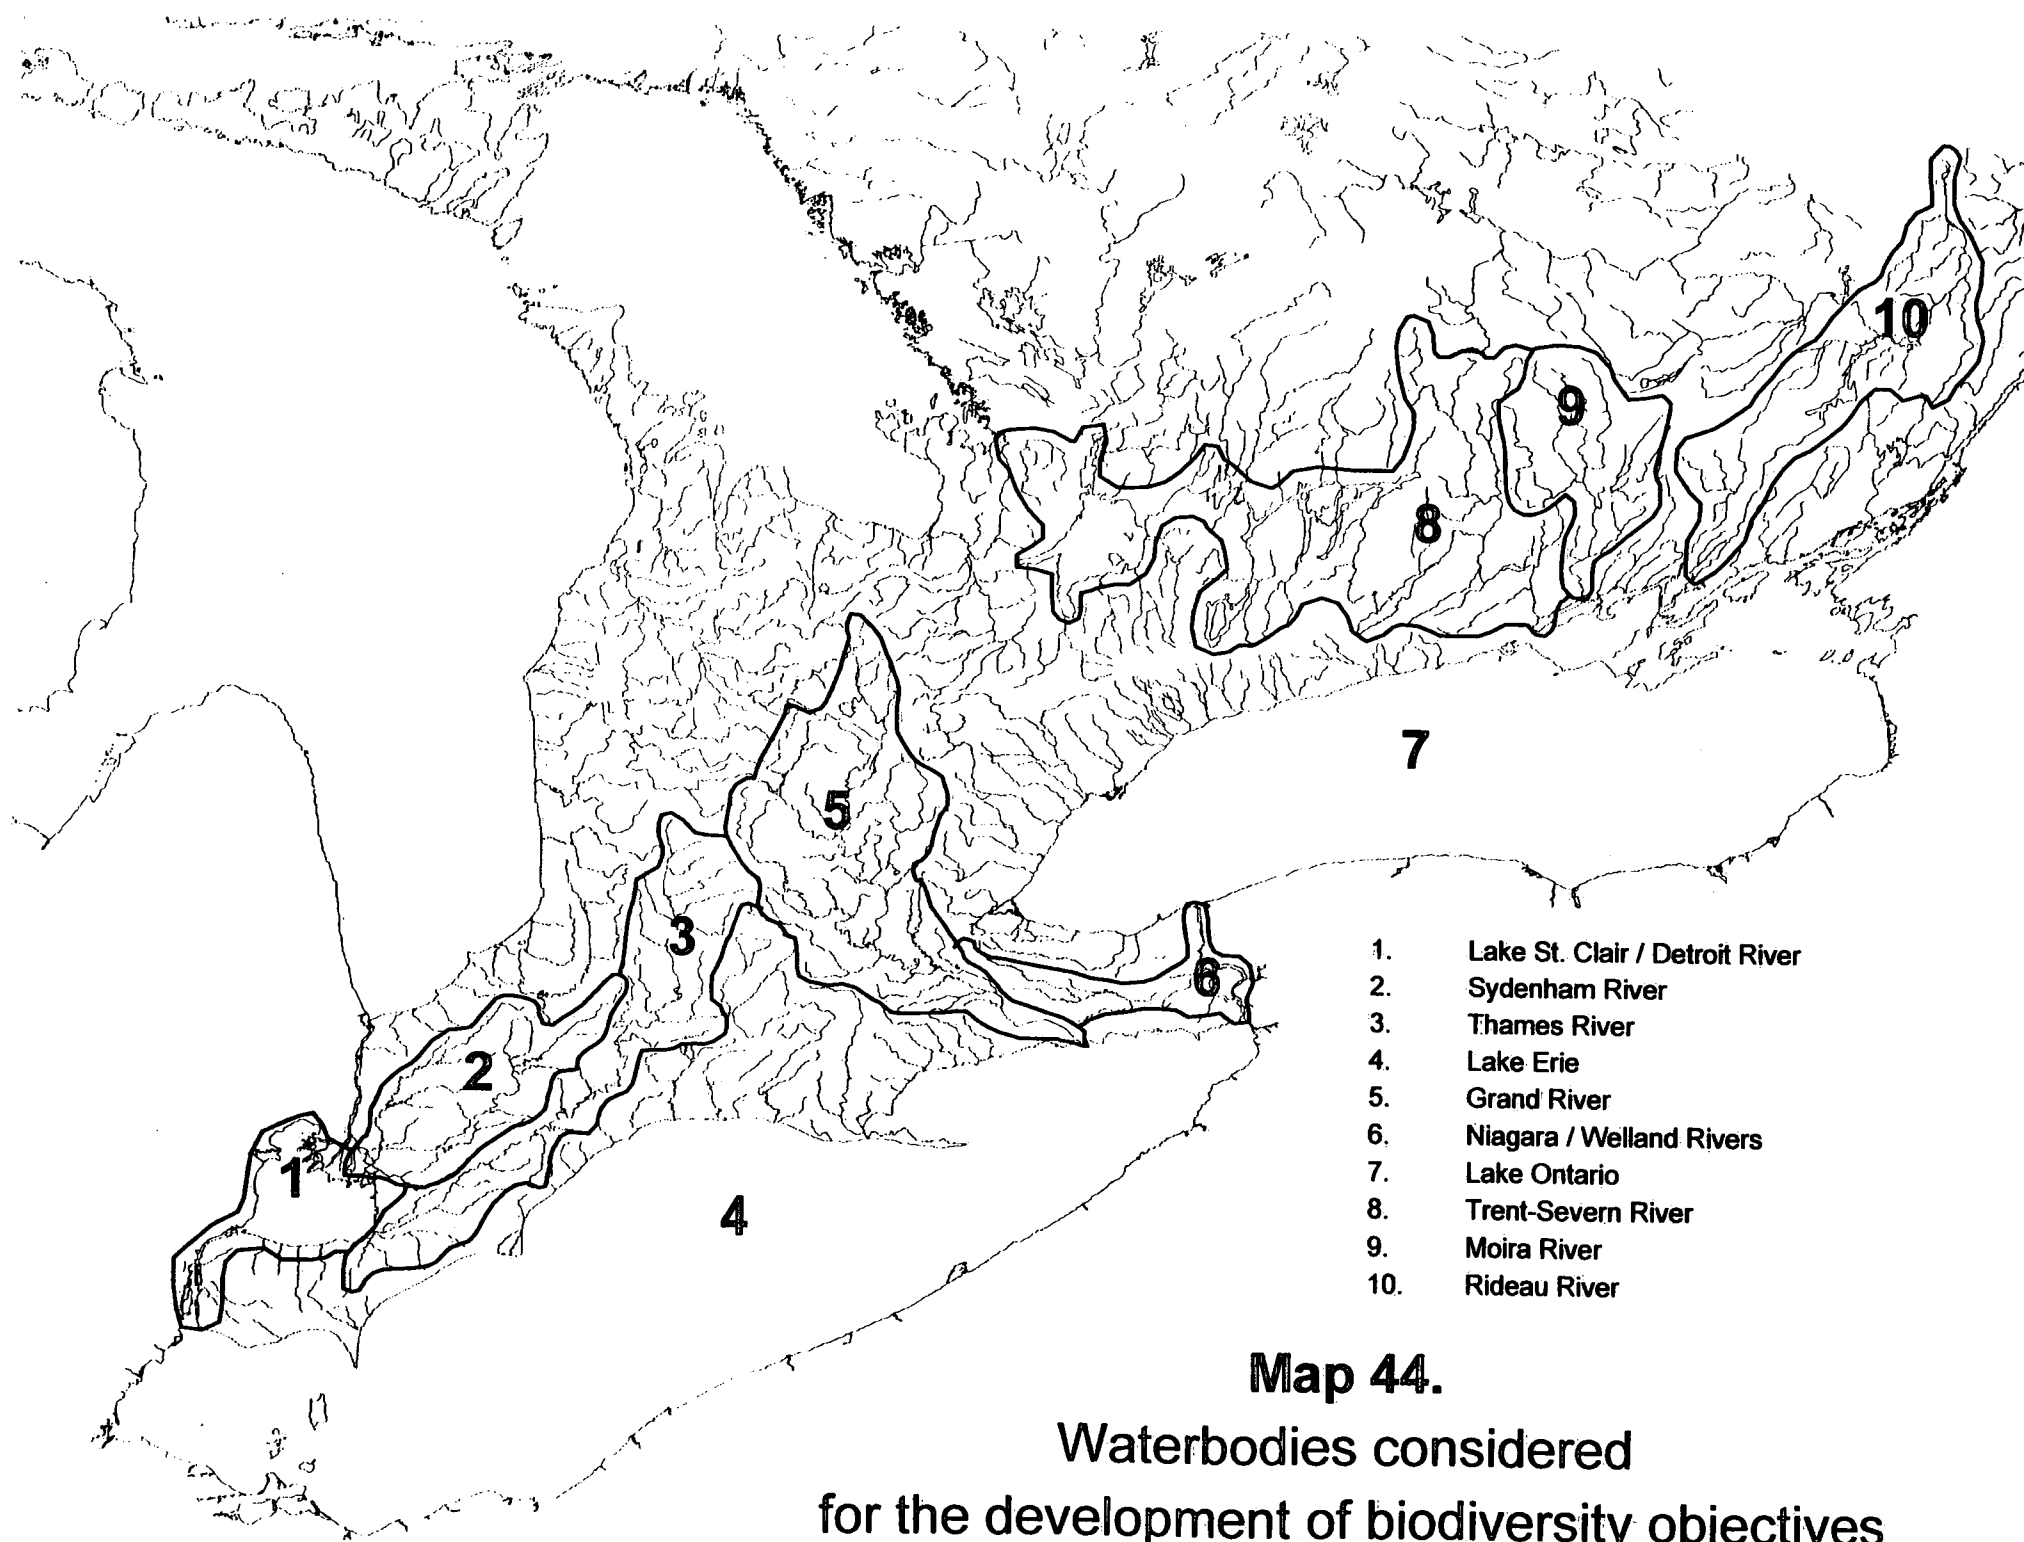 10
9
8
7
5
3
6
2
1
4
1. Lake St. Clair / Detroit River
2. Sydenham River
3. Thames River
4. Lake Erie
5. Grand River
6. Niagara / Welland Rivers
7. Lake Ontario
8. Trent-Severn River
9. Moira River
10. Rideau River
Map 44.
Waterbodies considered
for the development of biodiversity objectives